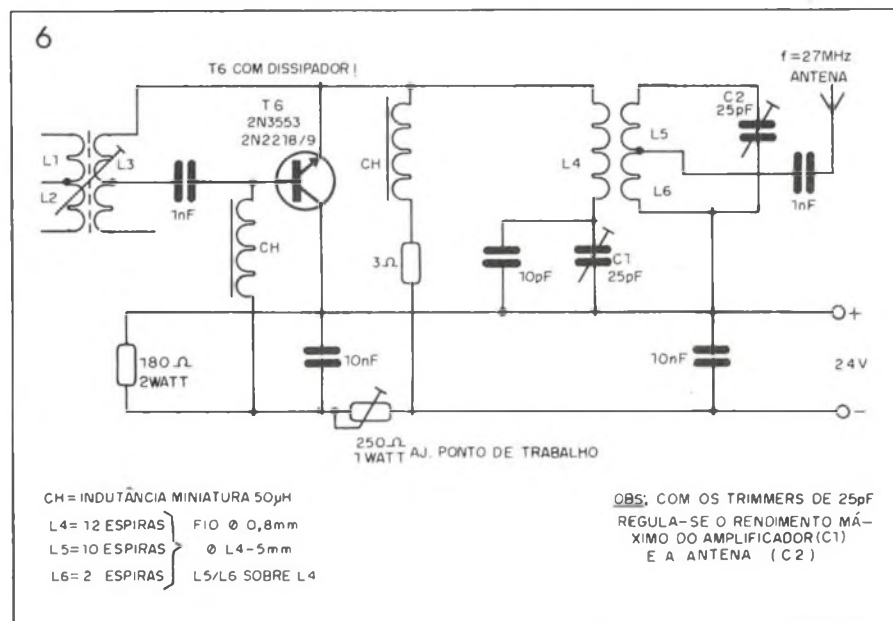 6
T6 COM DISSIPADOR!
T6
2N3553
2N2218/9
f=27MHz
ANTENA
C2
25pF
L1
L3
L2
1nF
CH
CH
L4
L5
L6
1nF
3Ω
10pF
C1
25pF
180Ω
2WATT
10nF
10nF
+
24V
-
250Ω
1WATT AJ. PONTO DE TRABALHO
CH = INDUTÂNCIA MINIATURA 50µH
L4= 12 ESPIRAS
L5= 10 ESPIRAS
L6= 2 ESPIRAS
FIO Ø 0,8mm
Ø L4-5mm
L5/L6 SOBRE L4
OBS: COM OS TRIMMERS DE 25pF
REGULA-SE O RENDIMENTO MÁ-
XIMO DO AMPLIFICADOR (C1)
E A ANTENA (C2)